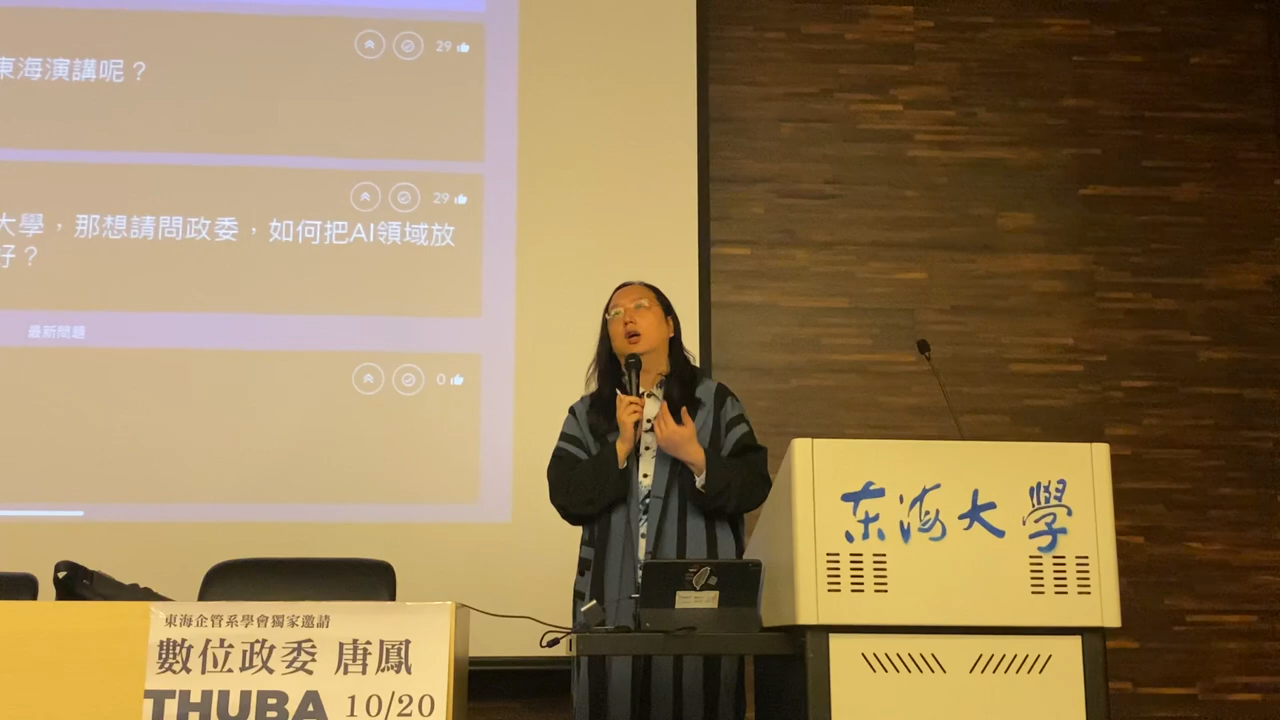 29
東海演講呢？
29
大學，那想請問政委，如何把AI領域放
好？
最新問題
0
东海大學
東海企管系學會獨家邀請
數位政委 唐鳳
THUBA 10/20